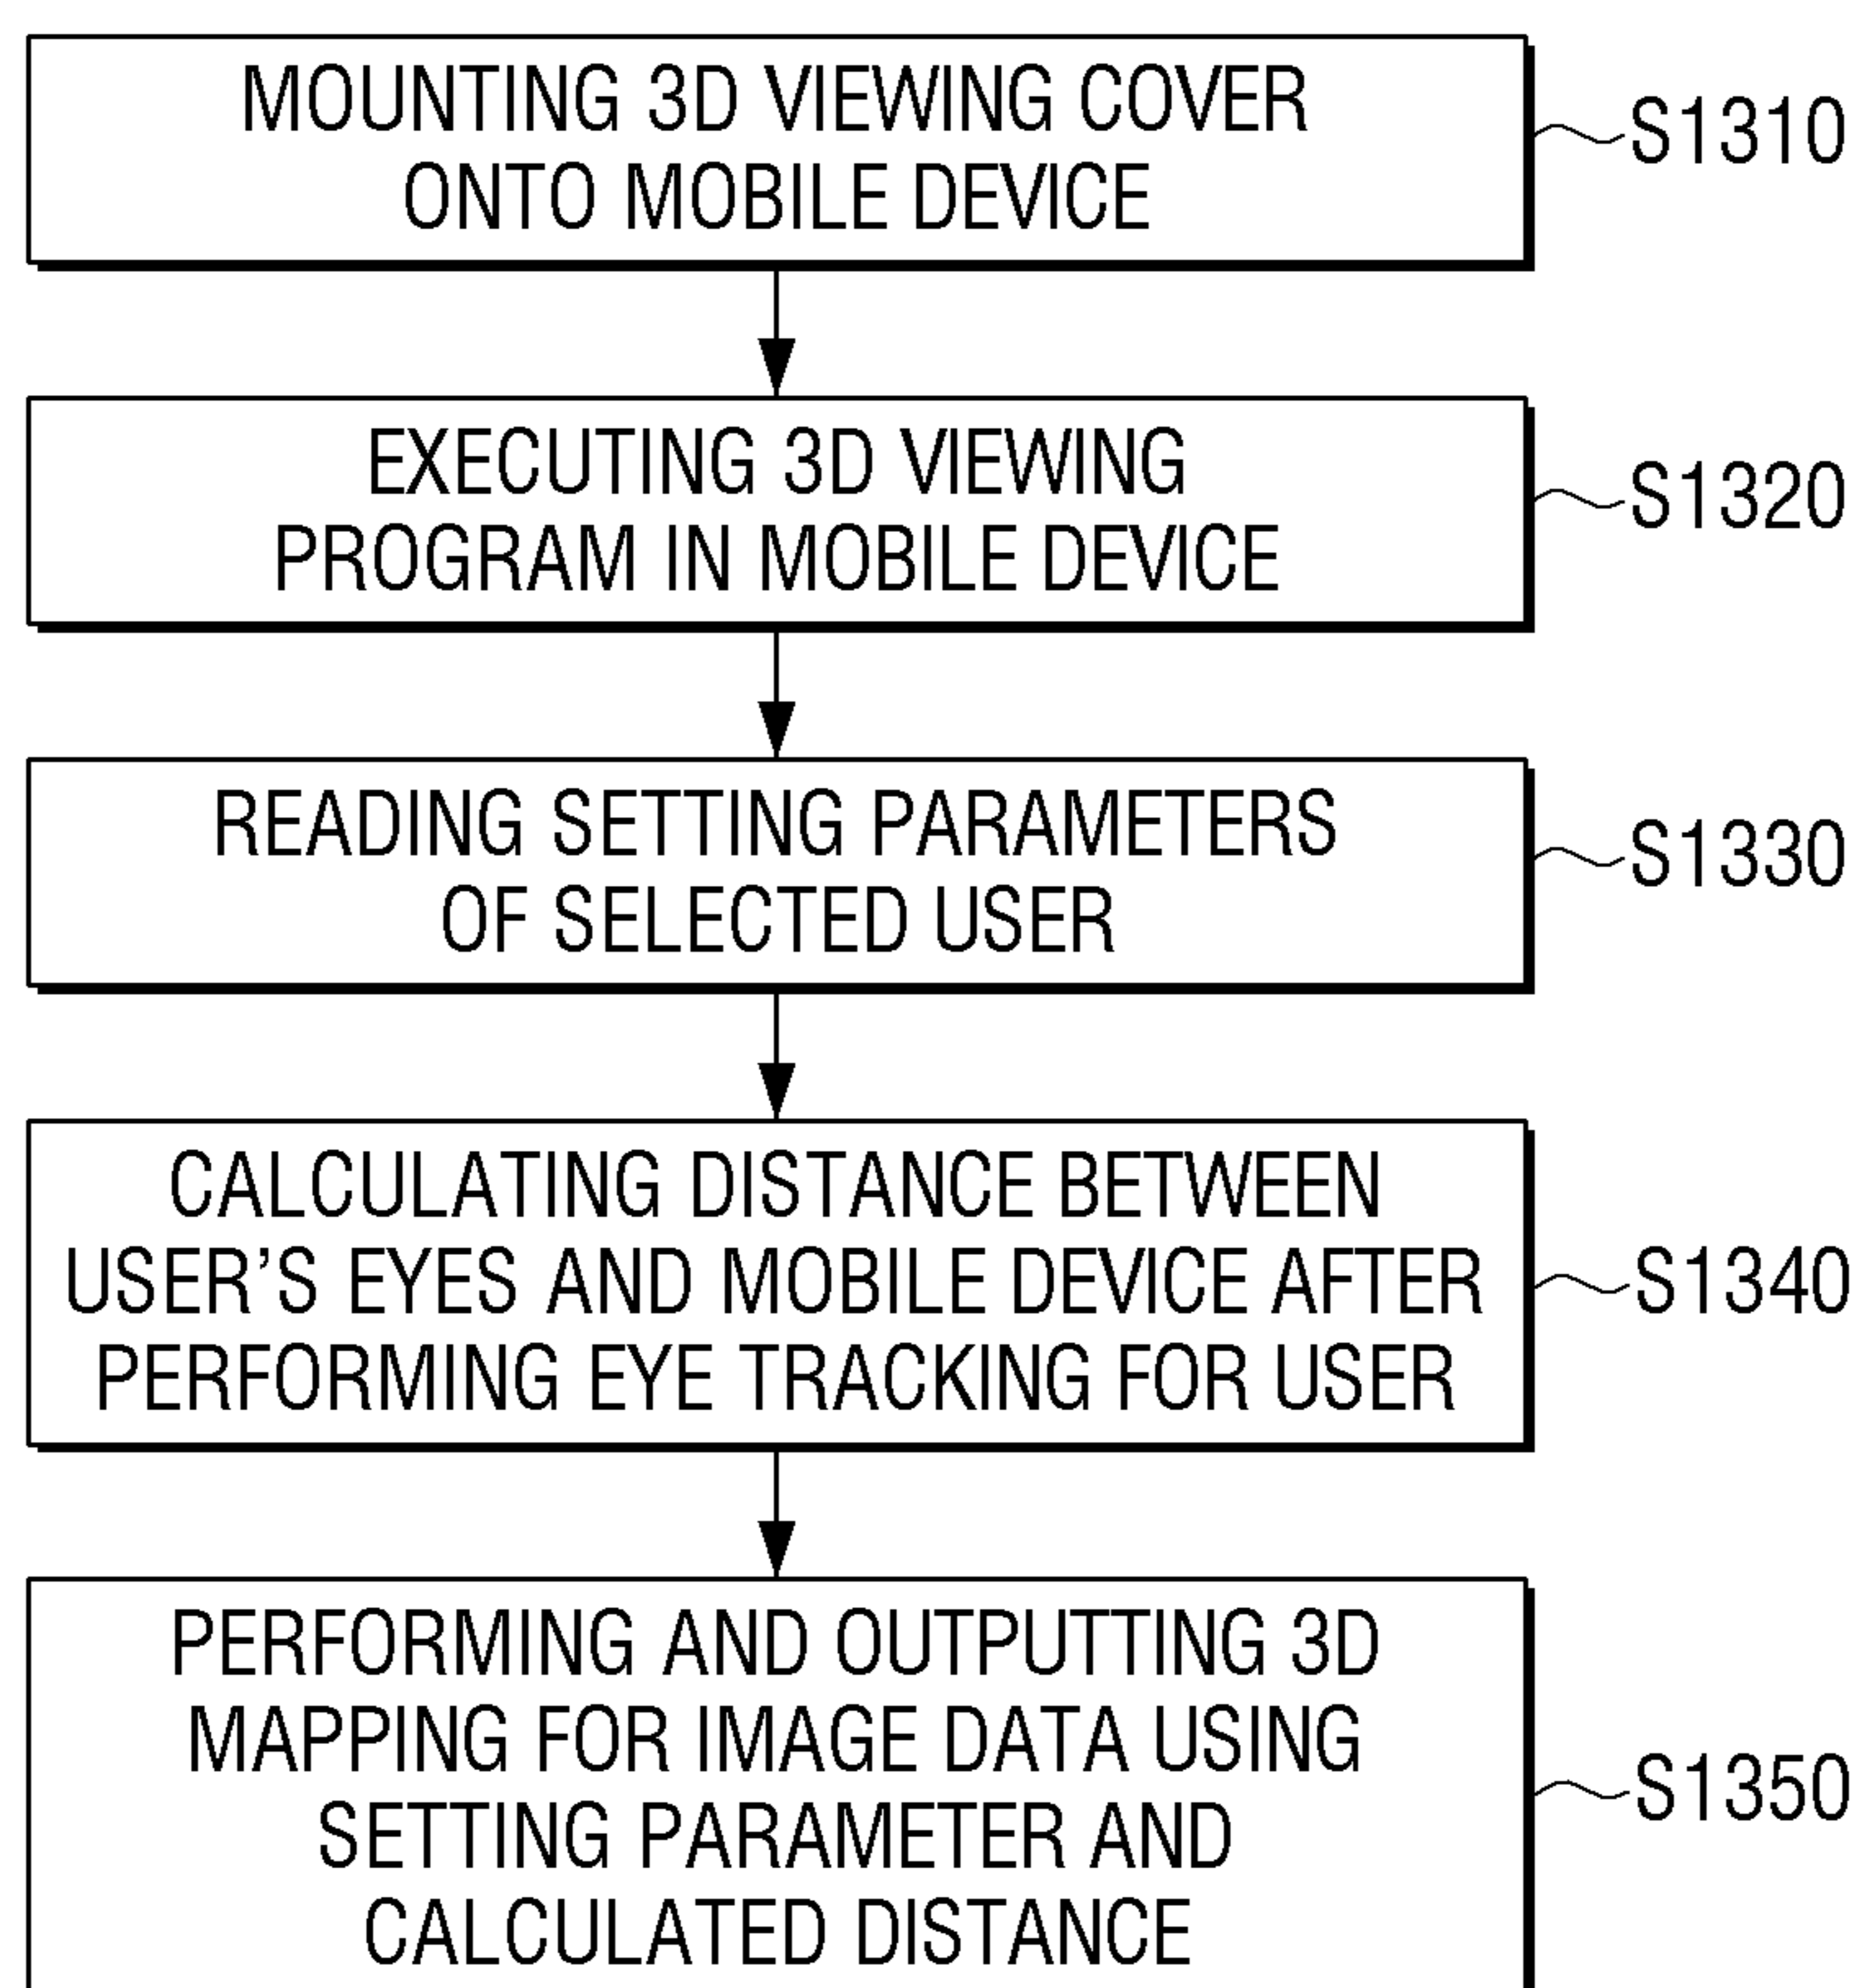 MOUNTING 3D VIEWING COVER
ONTO MOBILE DEVICE
S1310
EXECUTING 3D VIEWING
PROGRAM IN MOBILE DEVICE
S1320
READING SETTING PARAMETERS
OF SELECTED USER
S1330
CALCULATING DISTANCE BETWEEN
USER’S EYES AND MOBILE DEVICE AFTER
PERFORMING EYE TRACKING FOR USER
S1340
PERFORMING AND OUTPUTTING 3D
MAPPING FOR IMAGE DATA USING
SETTING PARAMETER AND
CALCULATED DISTANCE
S1350